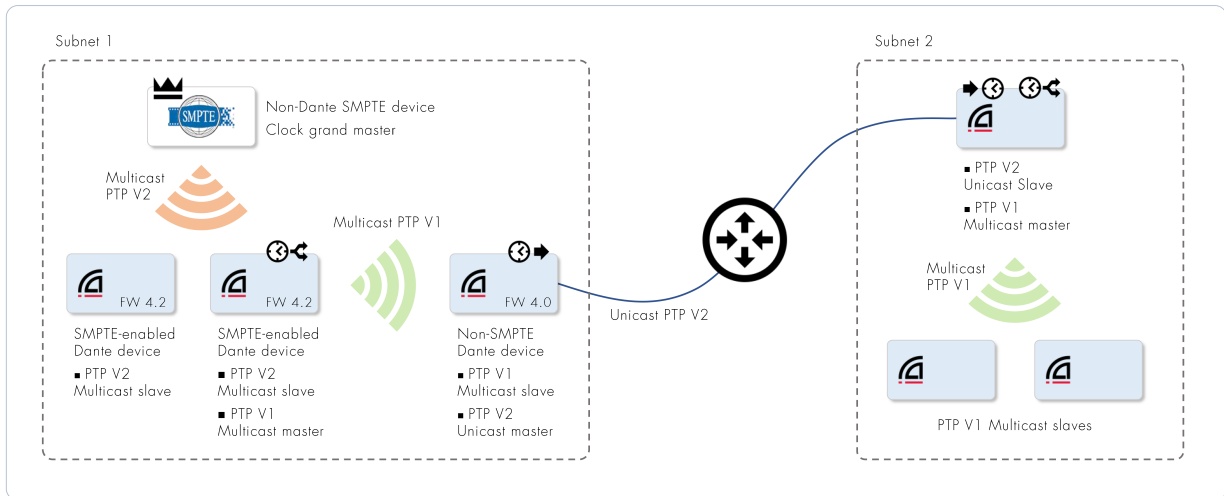 Subnet 1
Subnet 2
SMPTE
Non-Dante SMPTE device
Clock grand master
Multicast
PTP V2
Multicast PTP V1
FW 4.2
SMPTE-enabled
Dante device
▪ PTP V2
Multicast slave
FW 4.2
SMPTE-enabled
Dante device
▪ PTP V2
Multicast slave
▪ PTP V1
Multicast master
FW 4.0
Non-SMPTE
Dante device
▪ PTP V1
Multicast slave
▪ PTP V2
Unicast master
Unicast PTP V2
▪ PTP V2
Unicast Slave
▪ PTP V1
Multicast master
Multicast
PTP V1
PTP V1 Multicast slaves